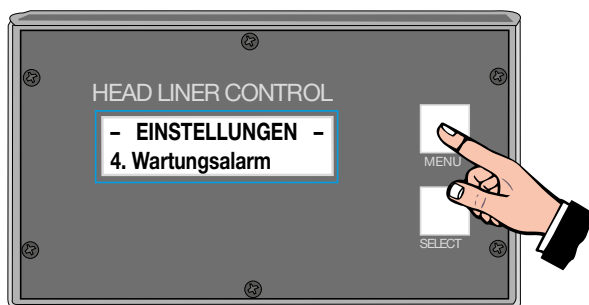 HEAD LINER CONTROL
– EINSTELLUNGEN –
4. Wartungsalarm
MENU
SELECT